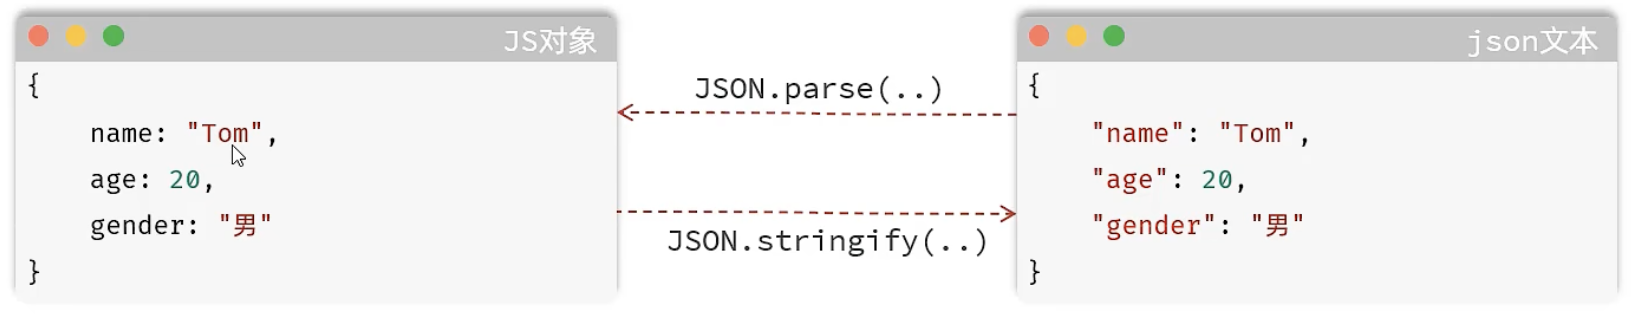 JS对象
{
name: "Tom",
age: 20,
gender: "男"
}
JSON.parse(..)
JSON.stringify(..)
json文本
{
"name": "Tom",
"age": 20,
"gender": "男"
}